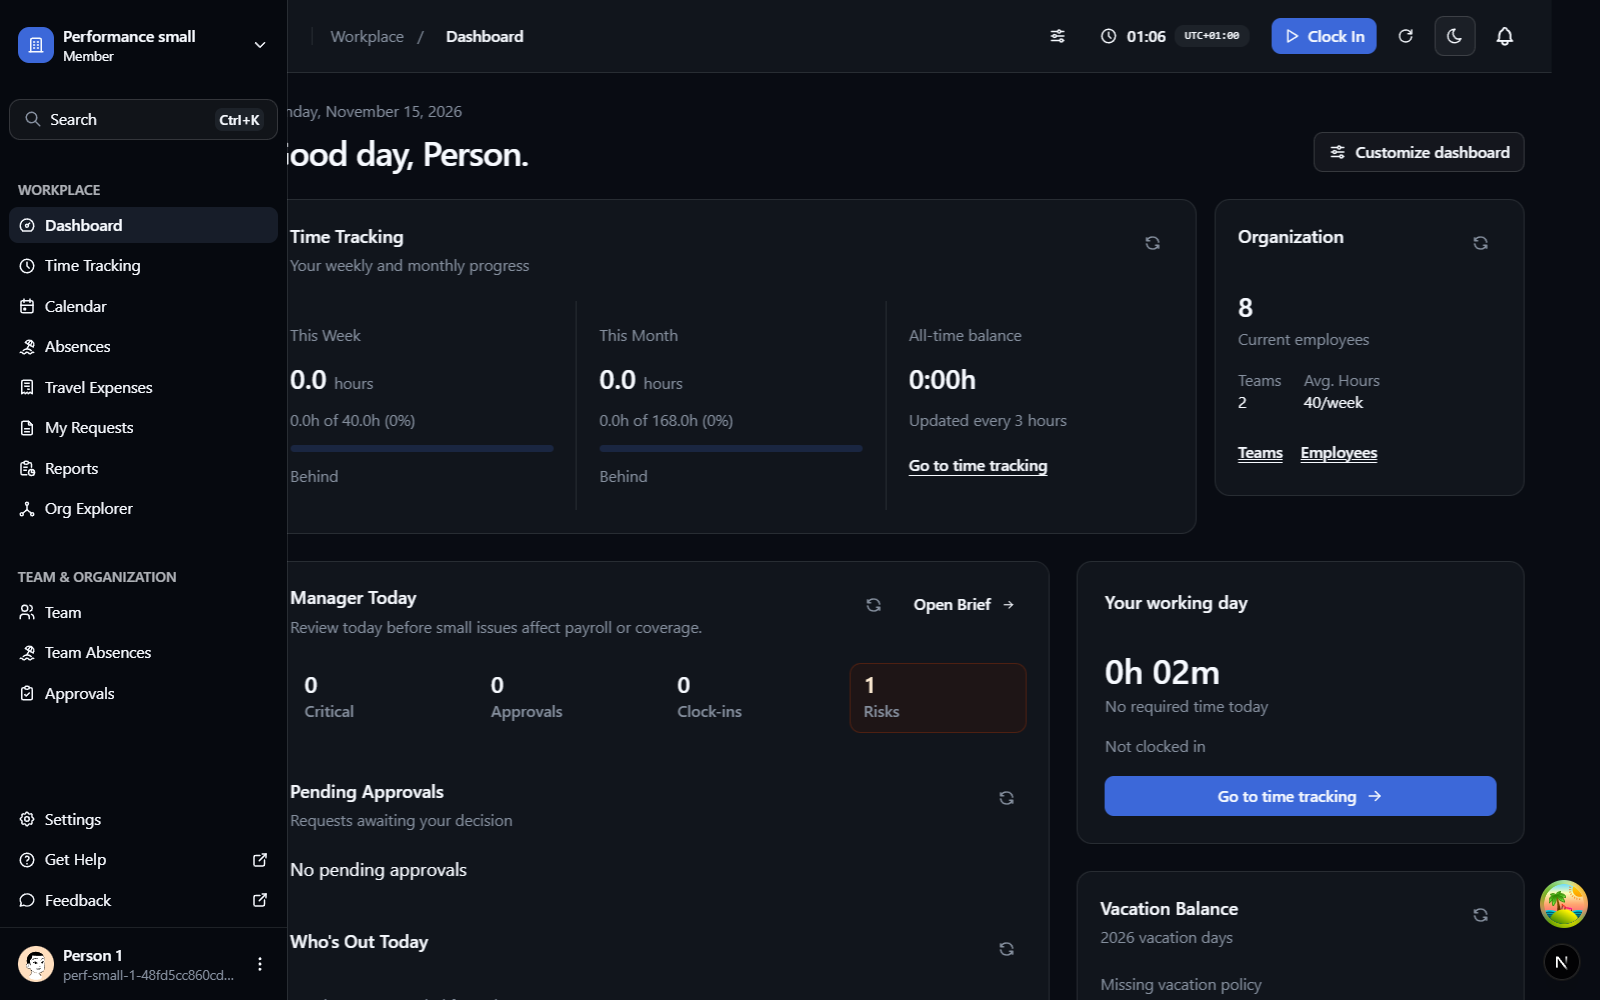 Performance small
Member
Search
Ctrl+K
WORKPLACE
Dashboard
Time Tracking
Calendar
Absences
Travel Expenses
My Requests
Reports
Org Explorer
TEAM & ORGANIZATION
Team
Team Absences
Approvals
Settings
Get Help
Feedback
Person 1
perf-small-1-48fd5cc860cd...
Workplace / Dashboard
01:06 UTC+01:00
Clock In
nday, November 15, 2026
Good day, Person.
Customize dashboard
Time Tracking
Your weekly and monthly progress
This Week
0.0 hours
0.0h of 40.0h (0%)
Behind
This Month
0.0 hours
0.0h of 168.0h (0%)
Behind
All-time balance
0:00h
Updated every 3 hours
Go to time tracking
Organization
8
Current employees
Teams
2
Avg. Hours
40/week
Teams
Employees
Manager Today
Review today before small issues affect payroll or coverage.
Open Brief
0
Critical
0
Approvals
0
Clock-ins
1
Risks
Pending Approvals
Requests awaiting your decision
No pending approvals
Who's Out Today
Your working day
0h 02m
No required time today
Not clocked in
Go to time tracking
Vacation Balance
2026 vacation days
Missing vacation policy
N